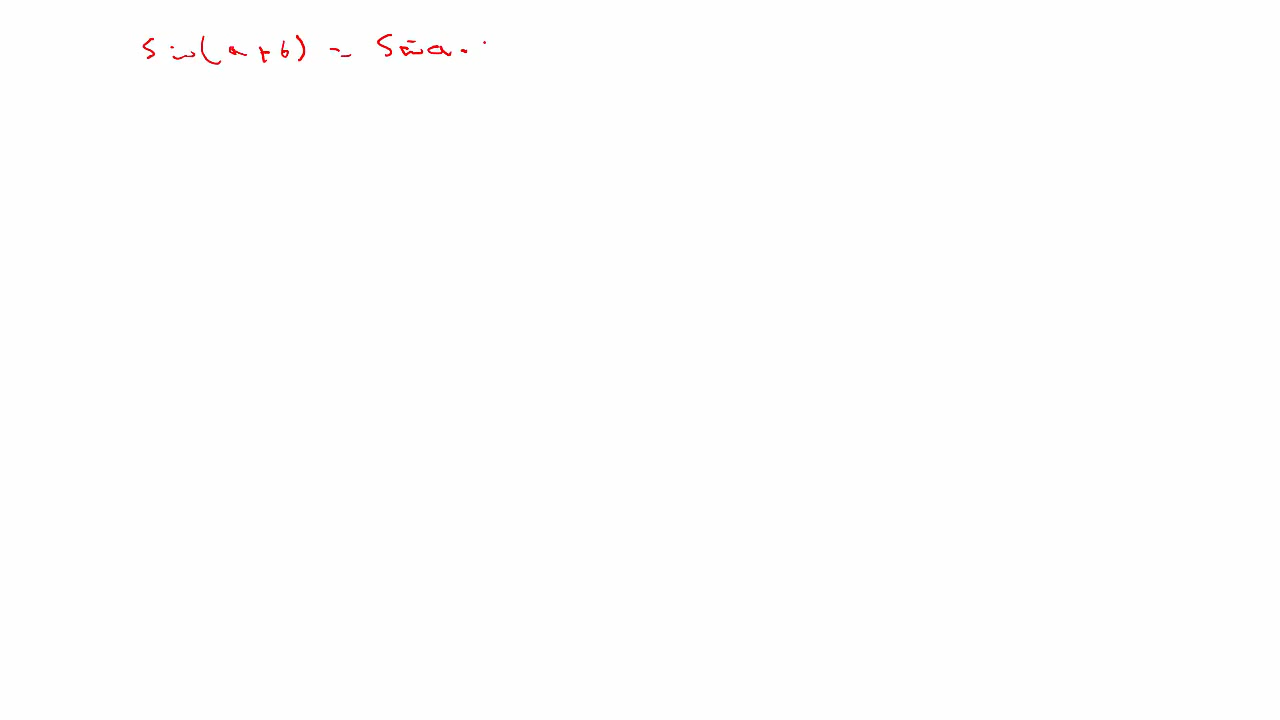 Sin(a+b) = Sina.